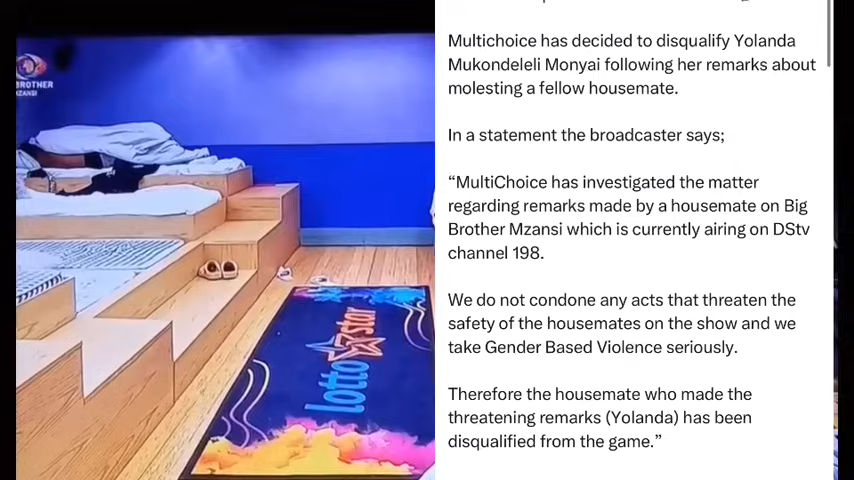 BROTHER
MZANSI
lotto star
Multichoice has decided to disqualify Yolanda
Mukondeleli Monyai following her remarks about
molesting a fellow housemate.
In a statement the broadcaster says;
“MultiChoice has investigated the matter
regarding remarks made by a housemate on Big
Brother Mzansi which is currently airing on DStv
channel 198.
We do not condone any acts that threaten the
safety of the housemates on the show and we
take Gender Based Violence seriously.
Therefore the housemate who made the
threatening remarks (Yolanda) has been
disqualified from the game.”